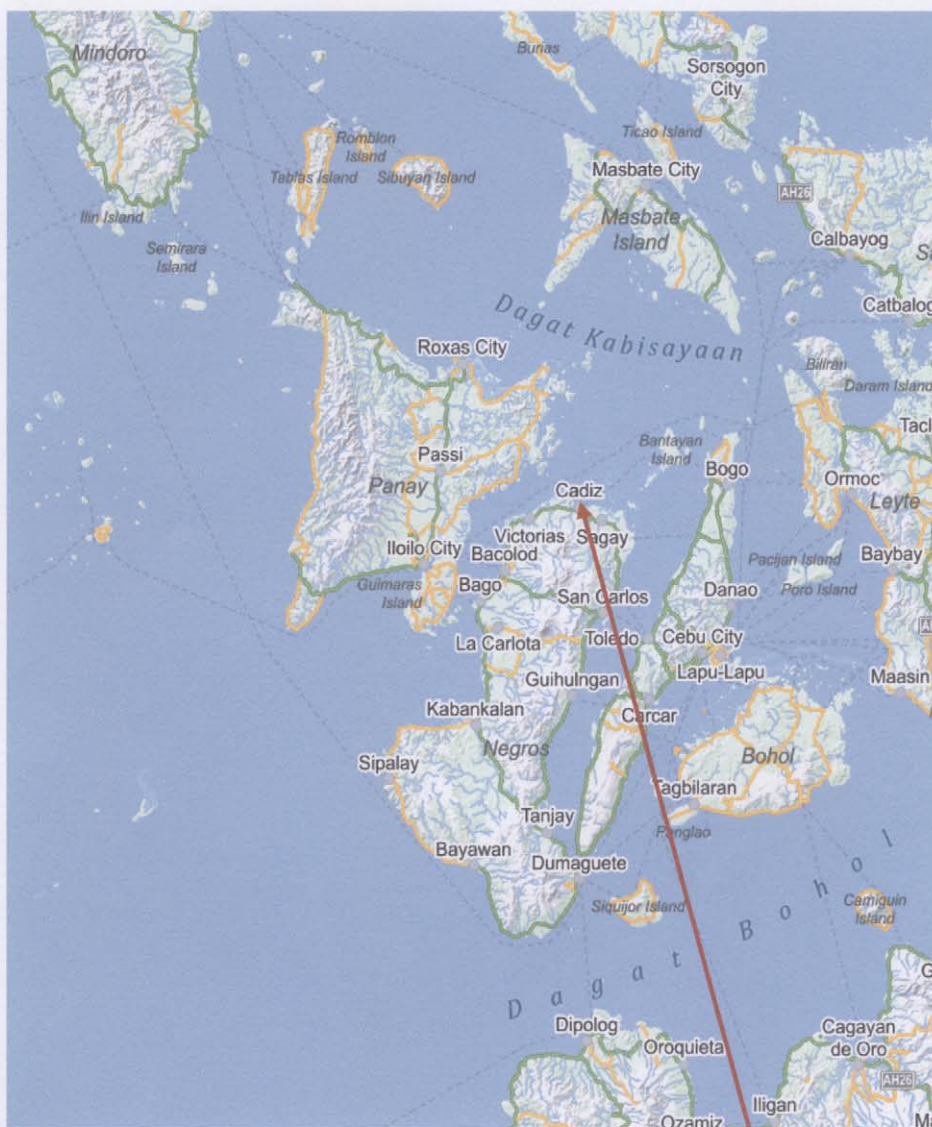 Mindoro
Burias
Sorsogon
City
Romblon
Island
Ticao Island
Tablas Island
Sibuyan Island
Masbate City
AH26
Ilin Island
Masbate
Island
Calbayog
Semirara
Island
Catbalog
Dagat Kabisayaan
Roxas City
Biliran
Daram Island
Tacl
Bantayan
Island
Passi
Bogo
Ormoc
Panay
Cadiz
Leyte
Victorias
Sagay
Iloilo City
Bacolod
Pacijan Island
Baybay
Guimaras
Island
Bago
San Carlos
Danao
Poro Island
La Carlota
Toledo
Cebu City
Lapu-Lapu
Maasin
Guihulngan
Kabankalan
Carcar
Negros
Bohol
Sipalay
Tagbilaran
Tanjay
Panglao
Bayawan
Dumaguete
Siquijor Island
Camiguin
Island
Dagat Bohol
Dipolog
Cagayan
de Oro
Oroquieta
AH26
Iligan
Ozamiz